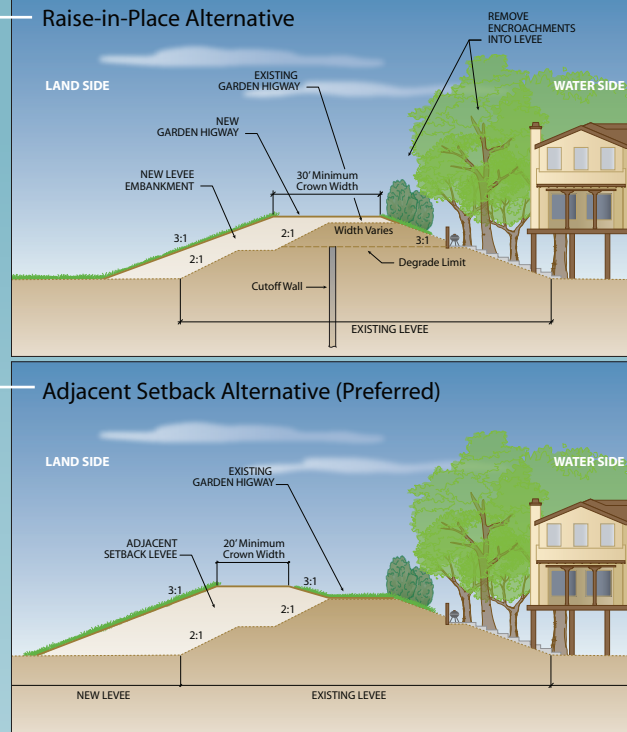 Raise-in-Place Alternative
REMOVE
ENCROACHMENTS
INTO LEVEE
LAND SIDE
EXISTING
GARDEN HIGWAY
WATER SIDE
NEW
GARDEN HIGWAY
NEW LEVEE
EMBANKMENT
30' Minimum
Crown Width
3:1
2:1
Width Varies
3:1
2:1
Degrade Limit
Cutoff Wall
EXISTING LEVEE
Adjacent Setback Alternative (Preferred)
LAND SIDE
EXISTING
GARDEN HIGWAY
WATER SIDE
ADJACENT
SETBACK LEVEE
20' Minimum
Crown Width
3:1
3:1
2:1
2:1
NEW LEVEE
EXISTING LEVEE